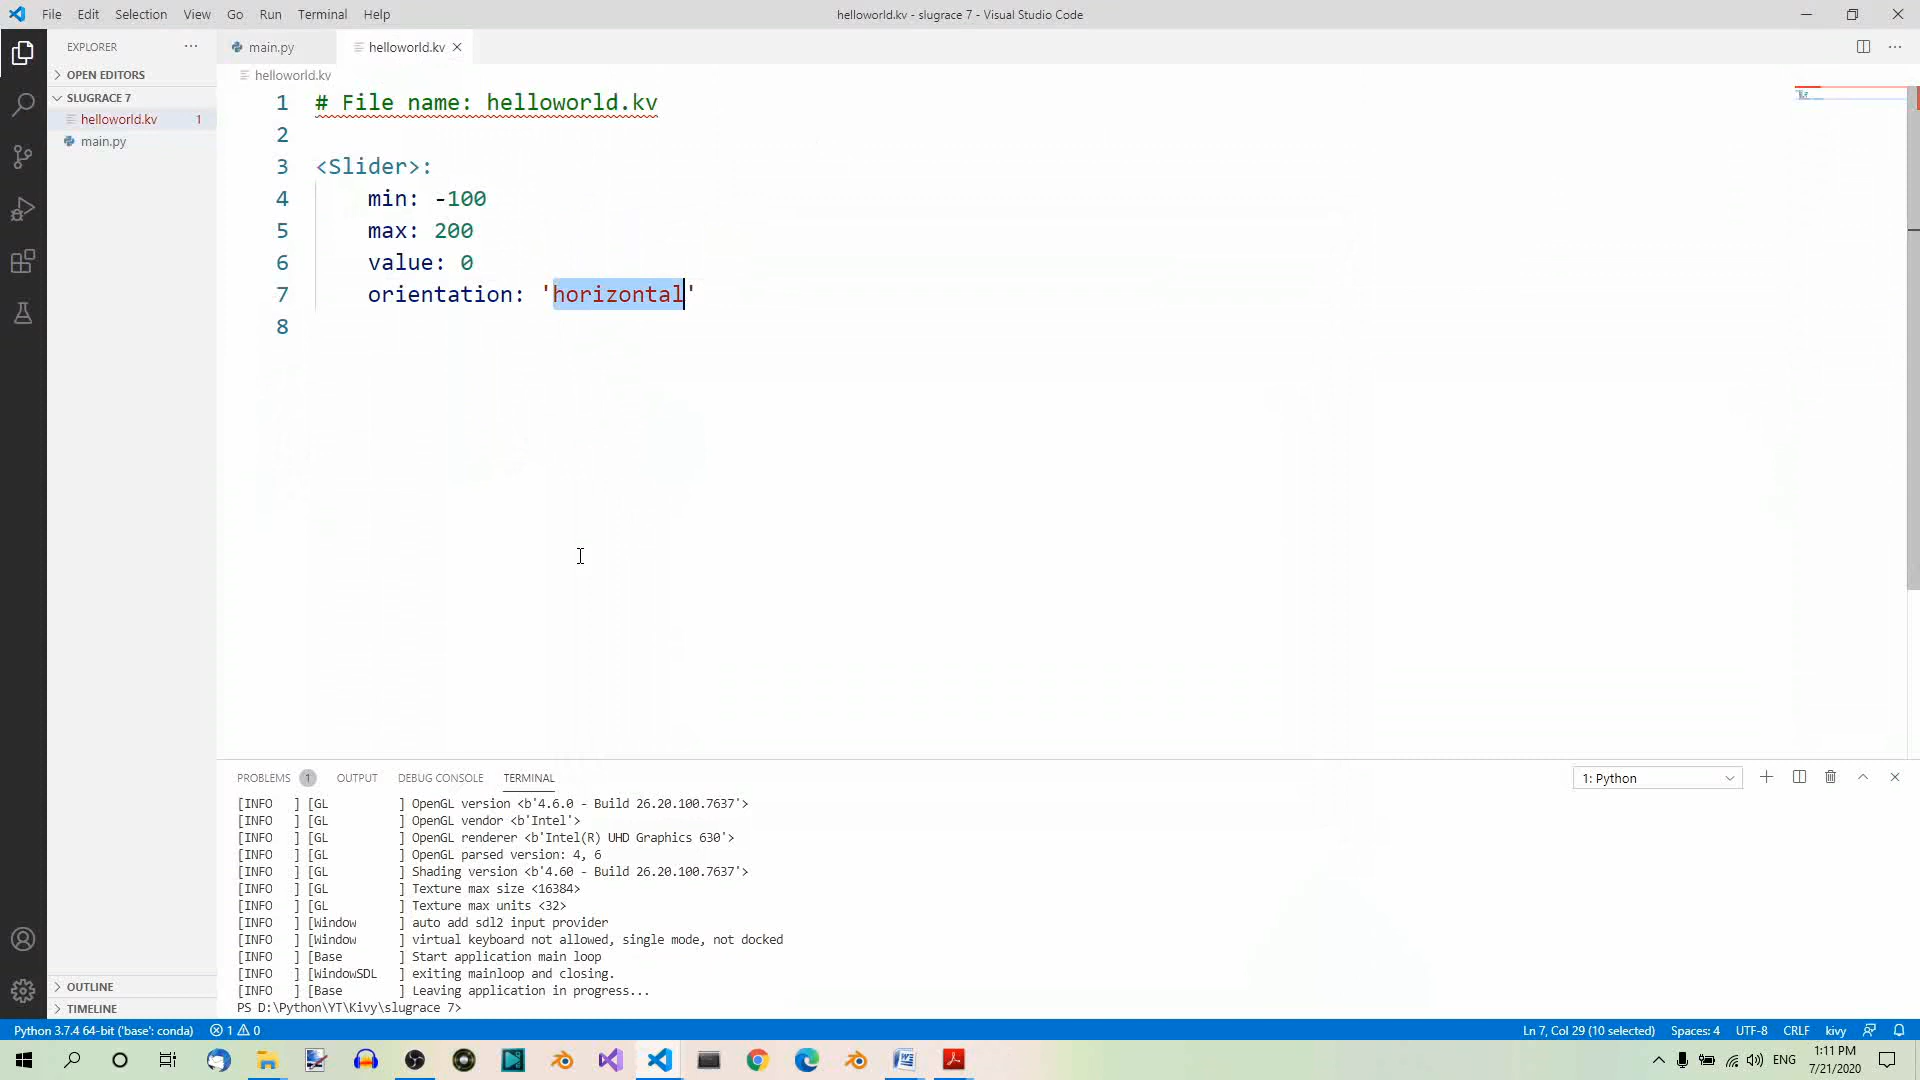 File Edit Selection View Go Run Terminal Help
helloworld.kv - slugrace 7 - Visual Studio Code
EXPLORER
main.py
helloworld.kv
OPEN EDITORS
helloworld.kv
SLUGRACE 7
helloworld.kv 1
main.py
1 # File name: helloworld.kv
2
3 <Slider>:
4 min: -100
5 max: 200
6 value: 0
7 orientation: 'horizontal'
8
PROBLEMS 1 OUTPUT DEBUG CONSOLE TERMINAL
1: Python
[INFO ] [GL ] OpenGL version <b'4.6.0 - Build 26.20.100.7637'>
[INFO ] [GL ] OpenGL vendor <b'Intel'>
[INFO ] [GL ] OpenGL renderer <b'Intel(R) UHD Graphics 630'>
[INFO ] [GL ] OpenGL parsed version: 4, 6
[INFO ] [GL ] Shading version <b'4.60 - Build 26.20.100.7637'>
[INFO ] [GL ] Texture max size <16384>
[INFO ] [GL ] Texture max units <32>
[INFO ] [Window ] auto add sdl2 input provider
[INFO ] [Window ] virtual keyboard not allowed, single mode, not docked
[INFO ] [Base ] Start application main loop
[INFO ] [WindowSDL ] exiting mainloop and closing.
[INFO ] [Base ] Leaving application in progress...
PS D:\Python\YT\Kivy\slugrace 7>
OUTLINE
TIMELINE
Python 3.7.4 64-bit ('base': conda) 1 0
Ln 7, Col 29 (10 selected) Spaces: 4 UTF-8 CRLF kivy
ENG
1:11 PM
7/21/2020